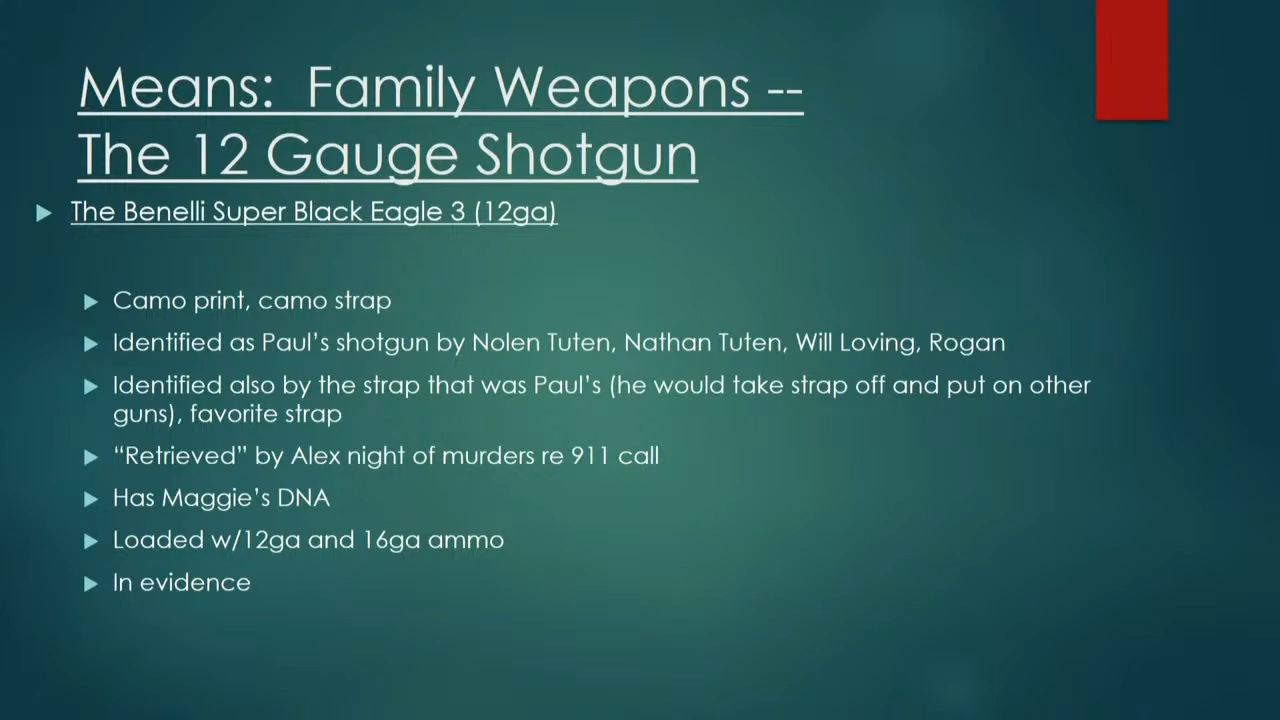 Means:  Family Weapons --
The 12 Gauge Shotgun
The Benelli Super Black Eagle 3 (12ga)
Camo print, camo strap
Identified as Paul’s shotgun by Nolen Tuten, Nathan Tuten, Will Loving, Rogan
Identified also by the strap that was Paul’s (he would take strap off and put on other
guns), favorite strap
“Retrieved” by Alex night of murders re 911 call
Has Maggie’s DNA
Loaded w/12ga and 16ga ammo
In evidence